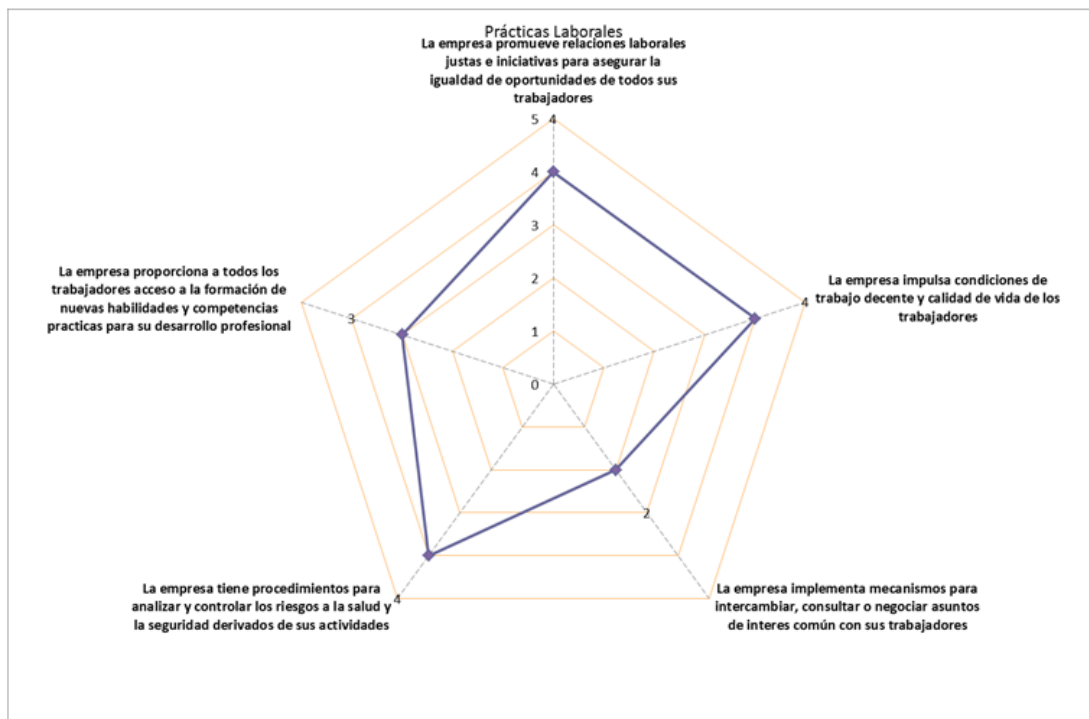 Prácticas Laborales
La empresa promueve relaciones laborales
justas e iniciativas para asegurar la
igualdad de oportunidades de todos sus
trabajadores
5
4
4
3
2
1
0
La empresa impulsa condiciones de
trabajo decente y calidad de vida de los
trabajadores
4
La empresa implementa mecanismos para
intercambiar, consultar o negociar asuntos
de interes común con sus trabajadores
2
La empresa tiene procedimientos para
analizar y controlar los riesgos a la salud y
la seguridad derivados de sus actividades
4
La empresa proporciona a todos los
trabajadores acceso a la formación de
nuevas habilidades y competencias
practicas para su desarrollo profesional
3